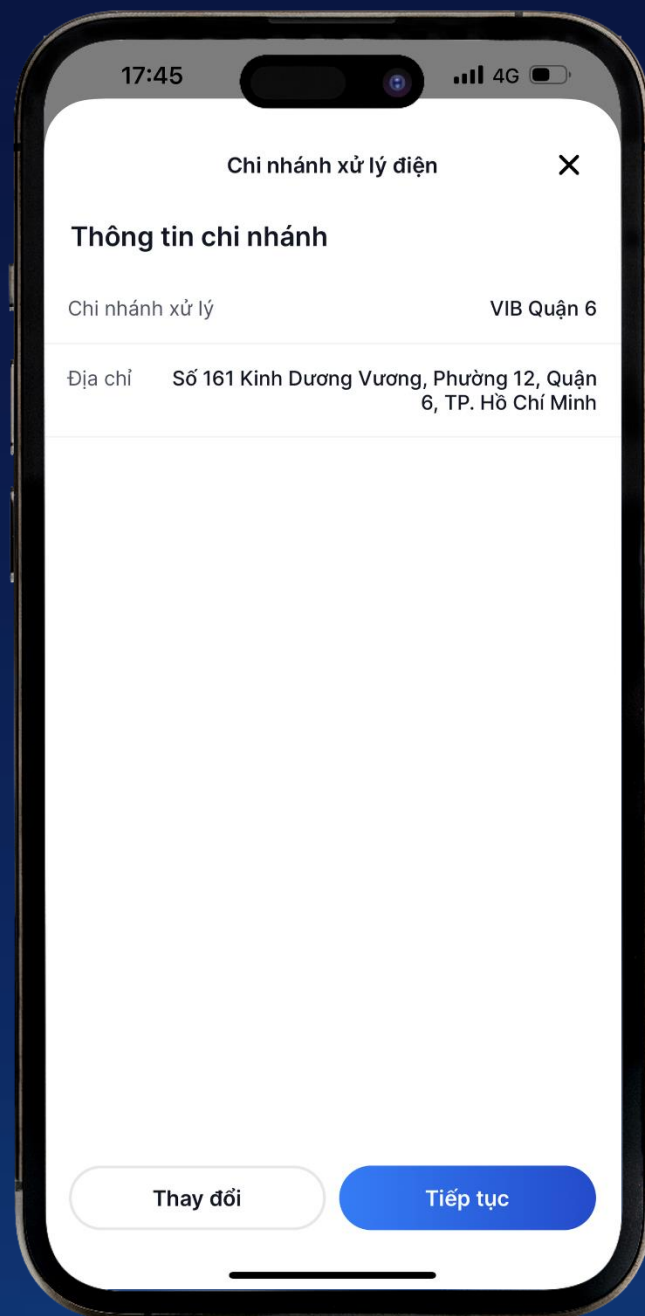 17:45
4G
Chi nhánh xử lý điện
Thông tin chi nhánh
Chi nhánh xử lý VIB Quận 6
Địa chỉ Số 161 Kinh Dương Vương, Phường 12, Quận
6, TP. Hồ Chí Minh
Thay đổi Tiếp tục